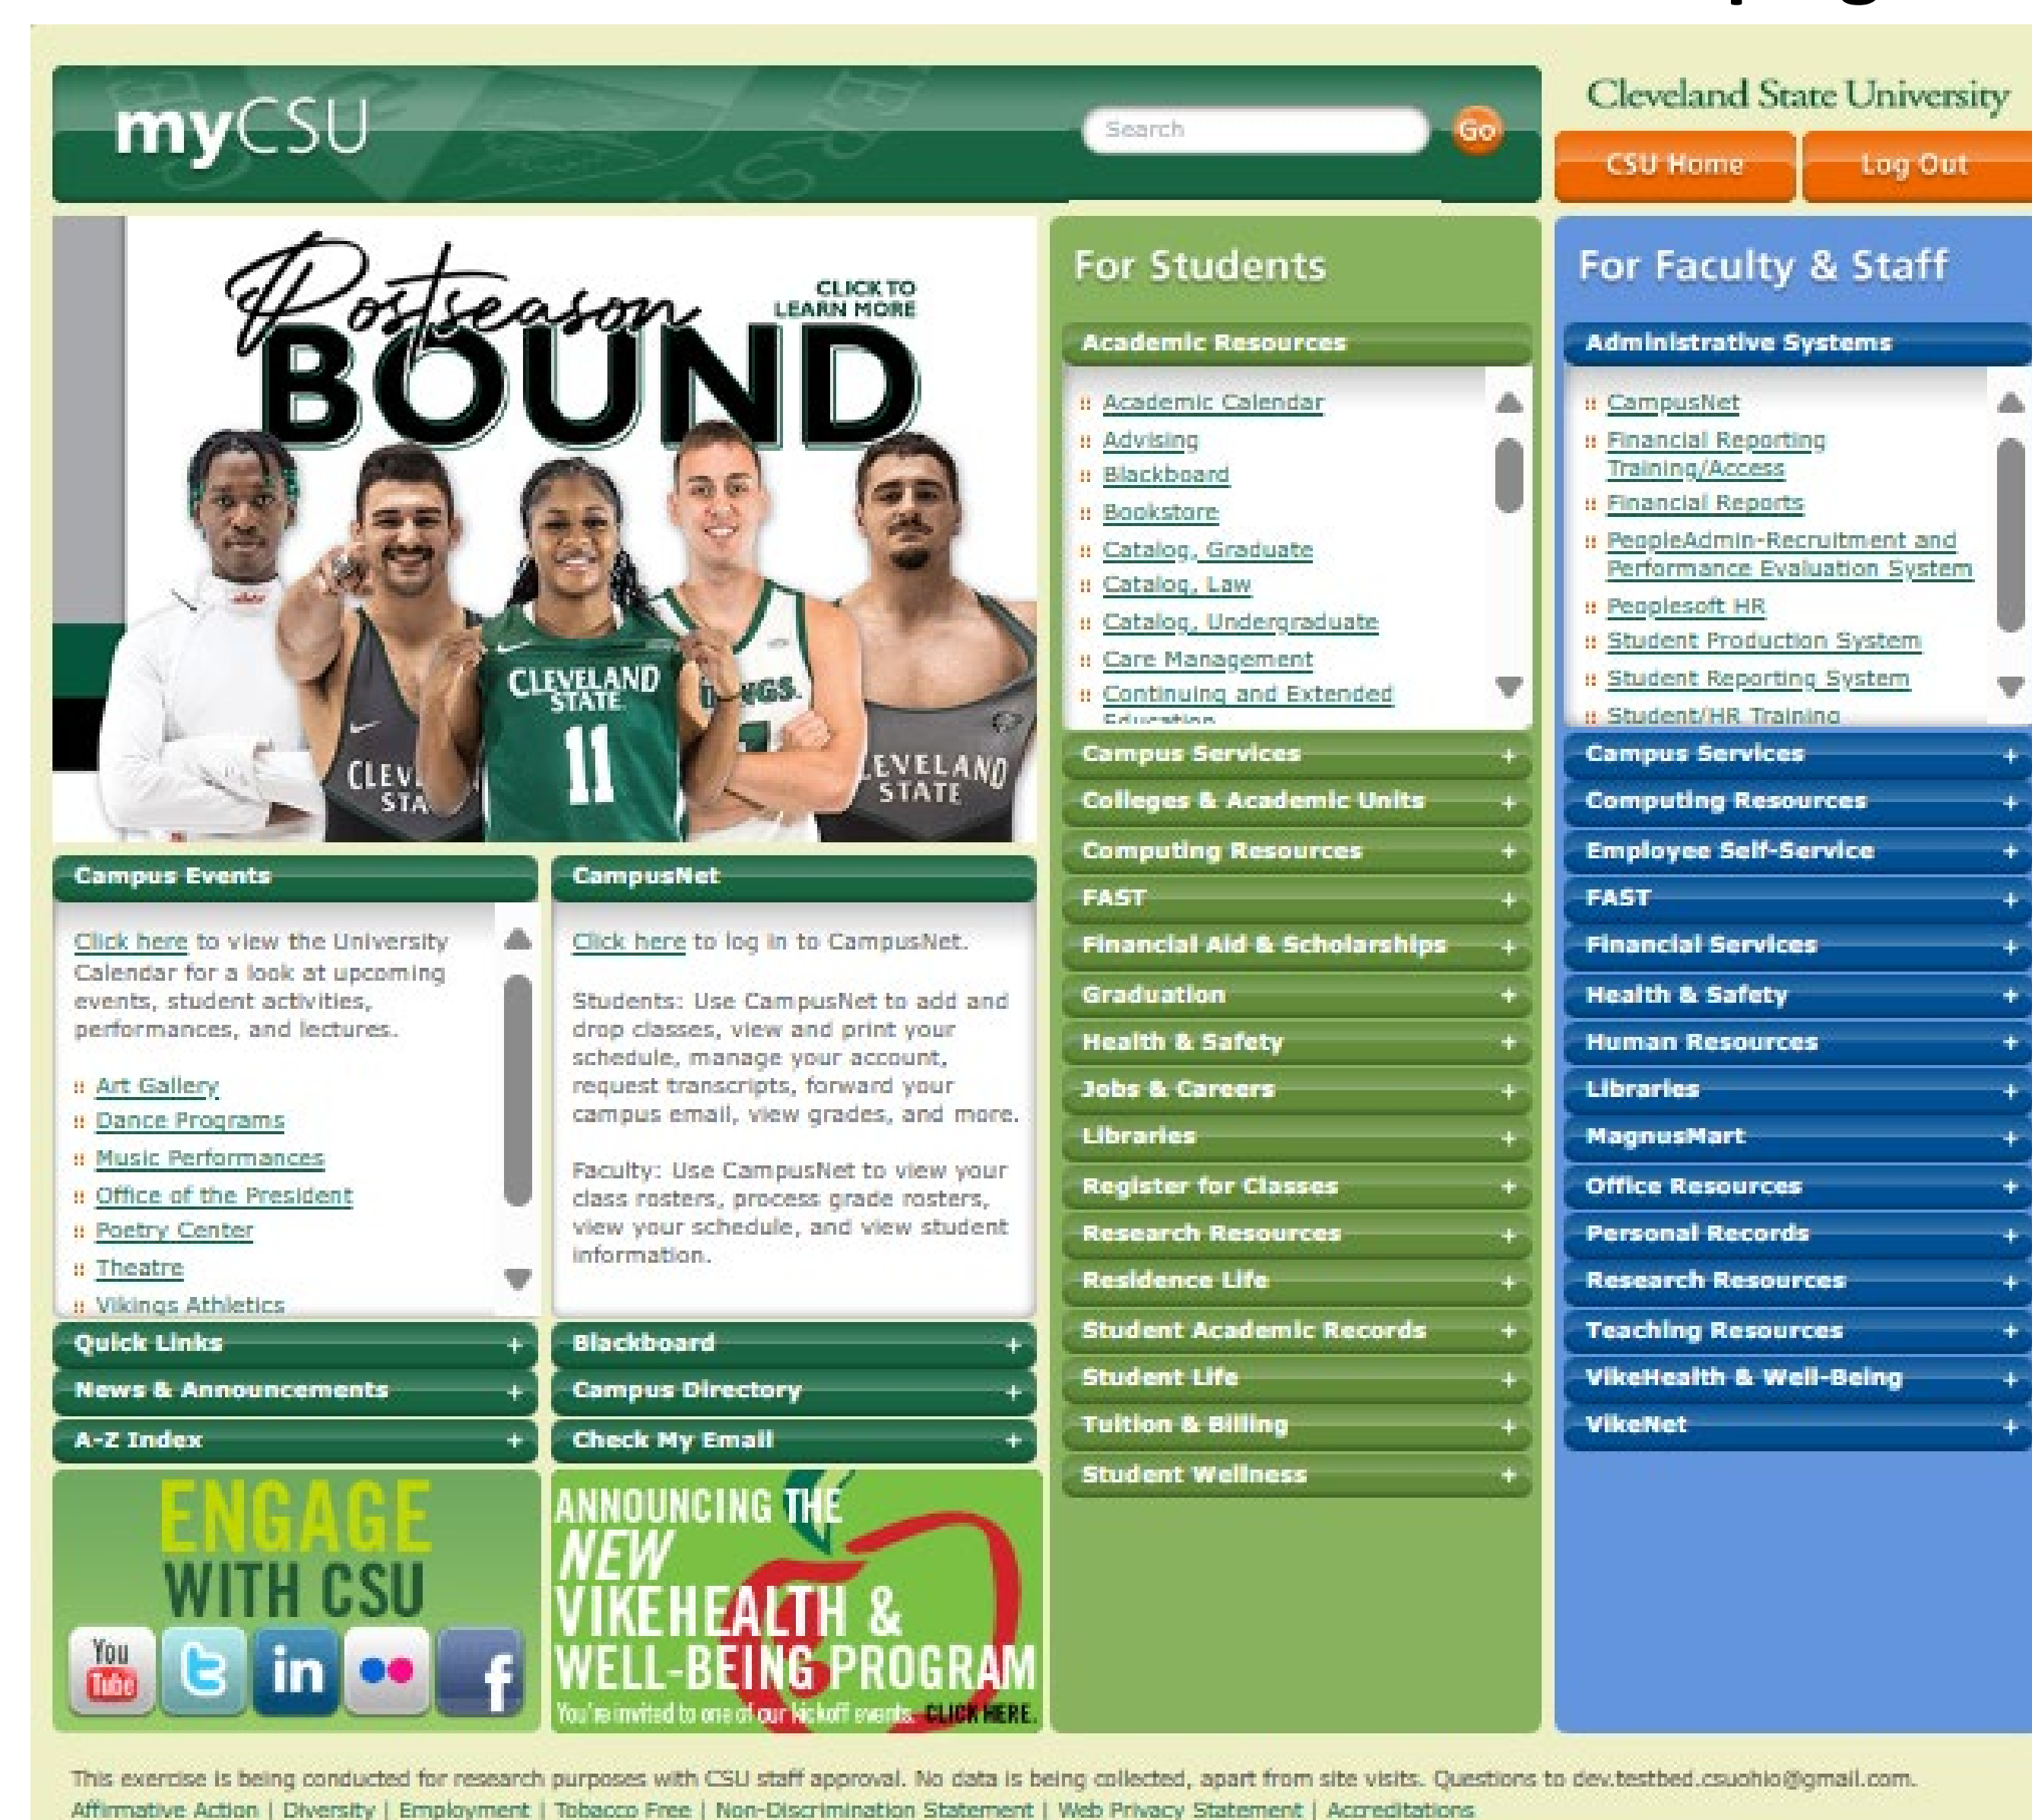 myCSU
Search
Go
Cleveland State University
CSU Home
Log Out
Postseason
BOUND
CLICK TO
LEARN MORE
CLEVELAND
STATE
11
STATE
Campus Events
Click here to view the University
Calendar for a look at upcoming
events, student activities,
performances, and lectures.
Art Gallery
Dance Programs
Music Performances
Office of the President
Poetry Center
Theatre
Vikings Athletics
Quick Links +
News & Announcements +
A-Z Index +
CampusNet
Click here to log in to CampusNet.
Students: Use CampusNet to add and
drop classes, view and print your
schedule, manage your account,
request transcripts, forward your
campus email, view grades, and more.
Faculty: Use CampusNet to view your
class rosters, process grade rosters,
view your schedule, and view student
information.
Blackboard +
Campus Directory +
Check My Email +
ENGAGE
WITH CSU
You
Tube
in
f
ANNOUNCING THE
NEW
VIKEHEALTH &
WELL-BEING PROGRAM
You're invited to one of our kickoff events. CLICK HERE.
For Students
Academic Resources
Academic Calendar
Advising
Blackboard
Bookstore
Catalog, Graduate
Catalog, Law
Catalog, Undergraduate
Care Management
Continuing and Extended
Education
Campus Services +
Colleges & Academic Units +
Computing Resources +
FAST +
Financial Aid & Scholarships +
Graduation +
Health & Safety +
Jobs & Careers +
Libraries +
Register for Classes +
Research Resources +
Residence Life +
Student Academic Records +
Student Life +
Tuition & Billing +
Student Wellness +
For Faculty & Staff
Administrative Systems
CampusNet
Financial Reporting
Training/Access
Financial Reports
PeopleAdmin-Recruitment and
Performance Evaluation System
Peoplesoft HR
Student Production System
Student Reporting System
Student/HR Training
Campus Services +
Computing Resources +
Employee Self-Service +
FAST +
Financial Services +
Health & Safety +
Human Resources +
Libraries +
MagnusMart +
Office Resources +
Personal Records +
Research Resources +
Teaching Resources +
VikeHealth & Well-Being +
VikeNet +
This exercise is being conducted for research purposes with CSU staff approval. No data is being collected, apart from site visits. Questions to dev.testbed.csuohio@gmail.com.
Affirmative Action | Diversity | Employment | Tobacco Free | Non-Discrimination Statement | Web Privacy Statement | Accreditations